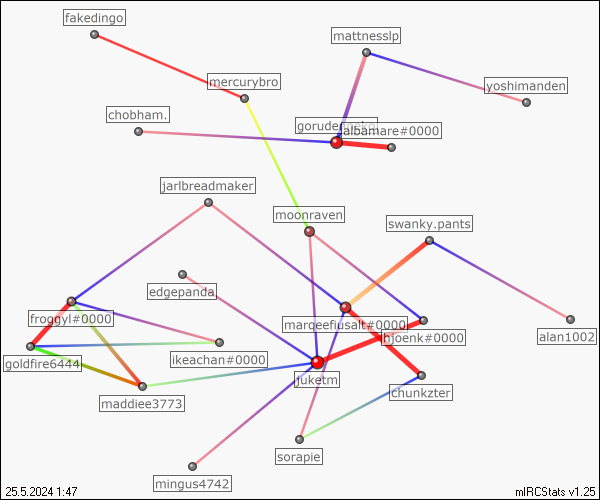 fakedingo
mattnesslp
mercurybro
yoshimanden
chobham.
albamare#0000
jarlbreadmaker
moonraven
swanky.pants
edgepanda
froggyl#0000
marqeefiusalt#0000
hjoenk#0000
alan1002
goldfire6444
ikeachan#0000
juketm
maddiee3773
chunkzter
sorapie
mingus4742
25.5.2024 1:47
mIRCStats v1.25